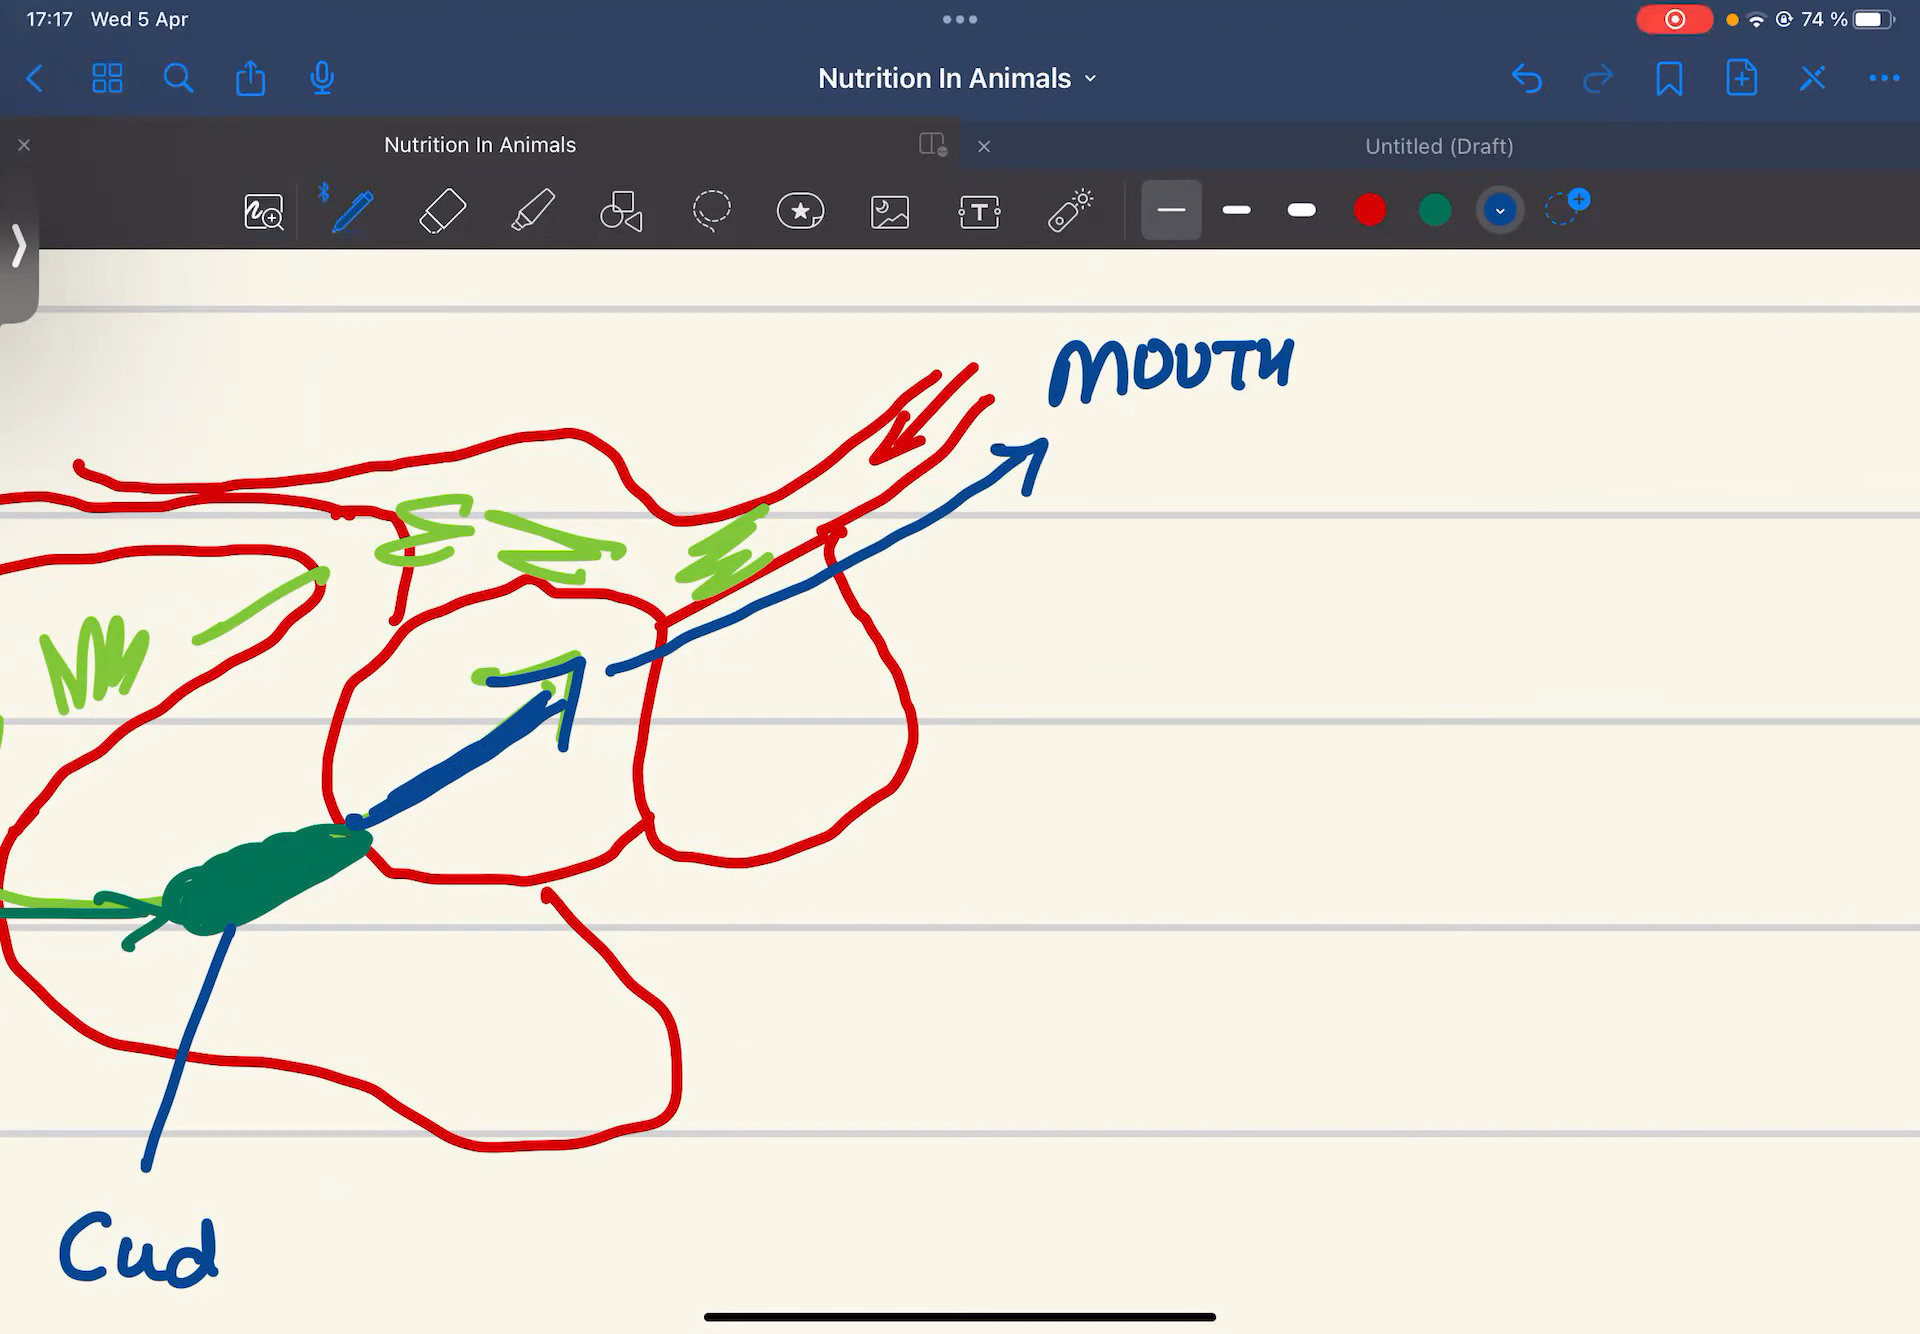 17:17 Wed 5 Apr
74 %
Nutrition In Animals
Nutrition In Animals
Untitled (Draft)
T
MOUTH
Cud